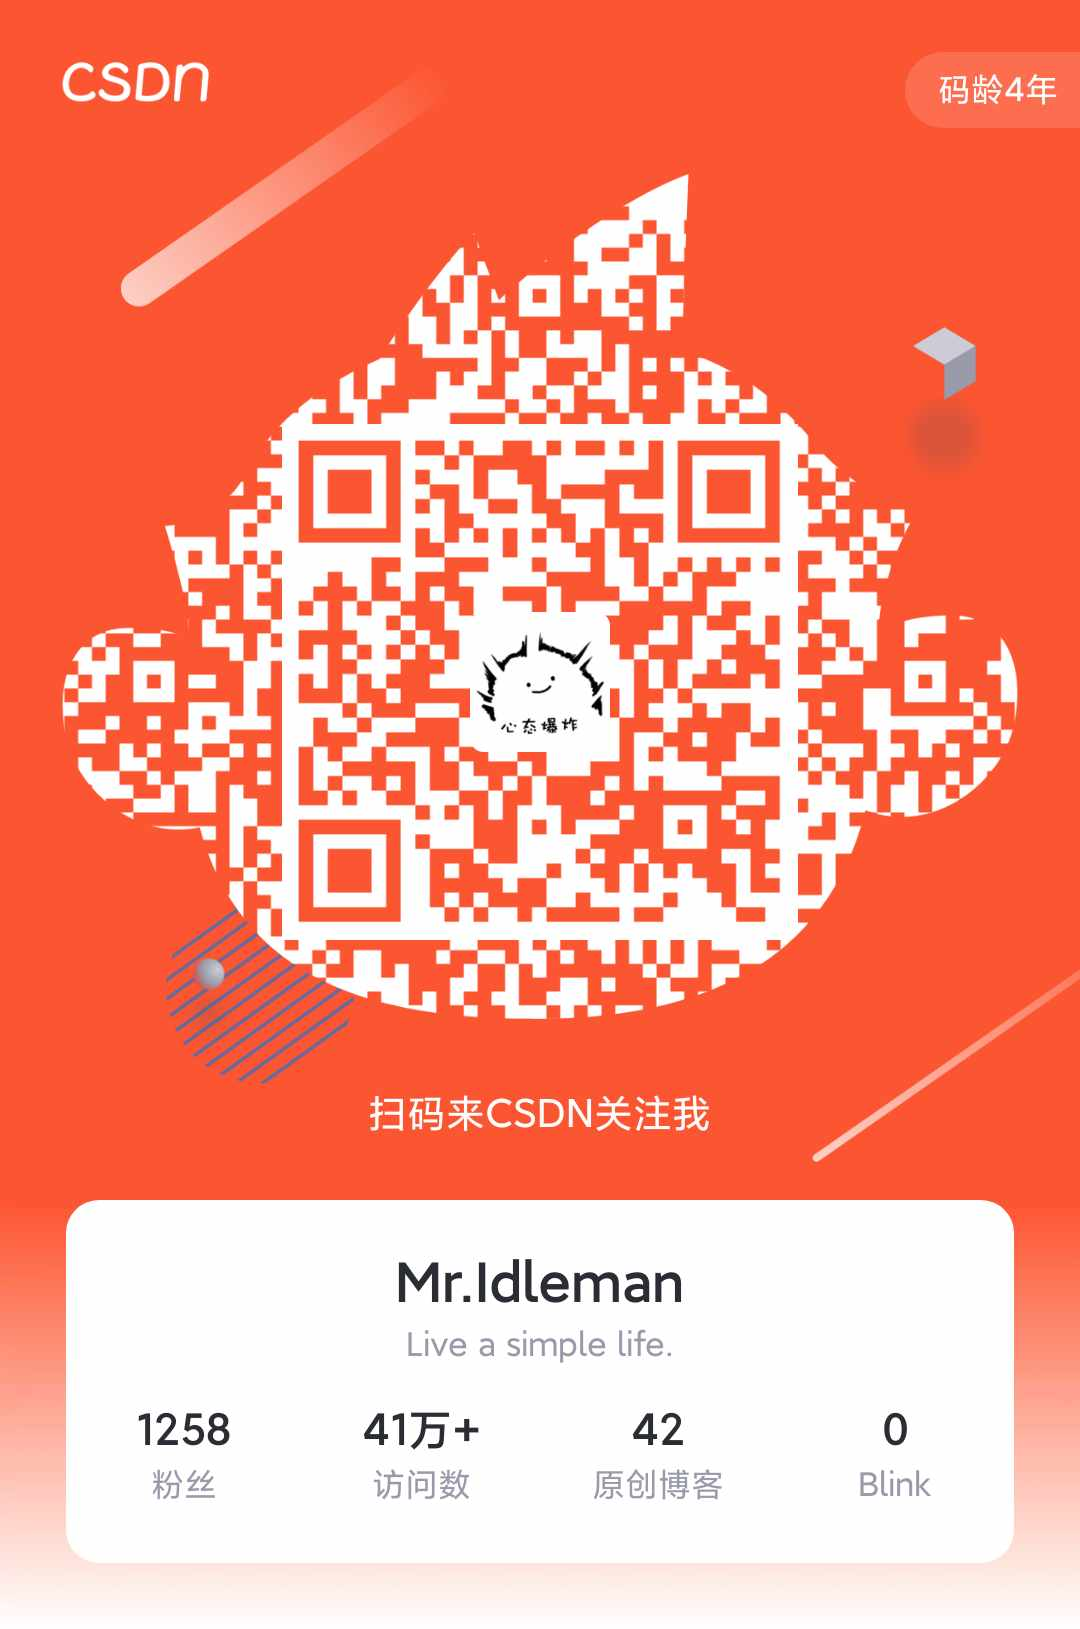 CSDN
码龄4年
心态爆炸
扫码来CSDN关注我
Mr.Idleman
Live a simple life.
1258 41万+ 42 0
粉丝 访问数 原创博客 Blink